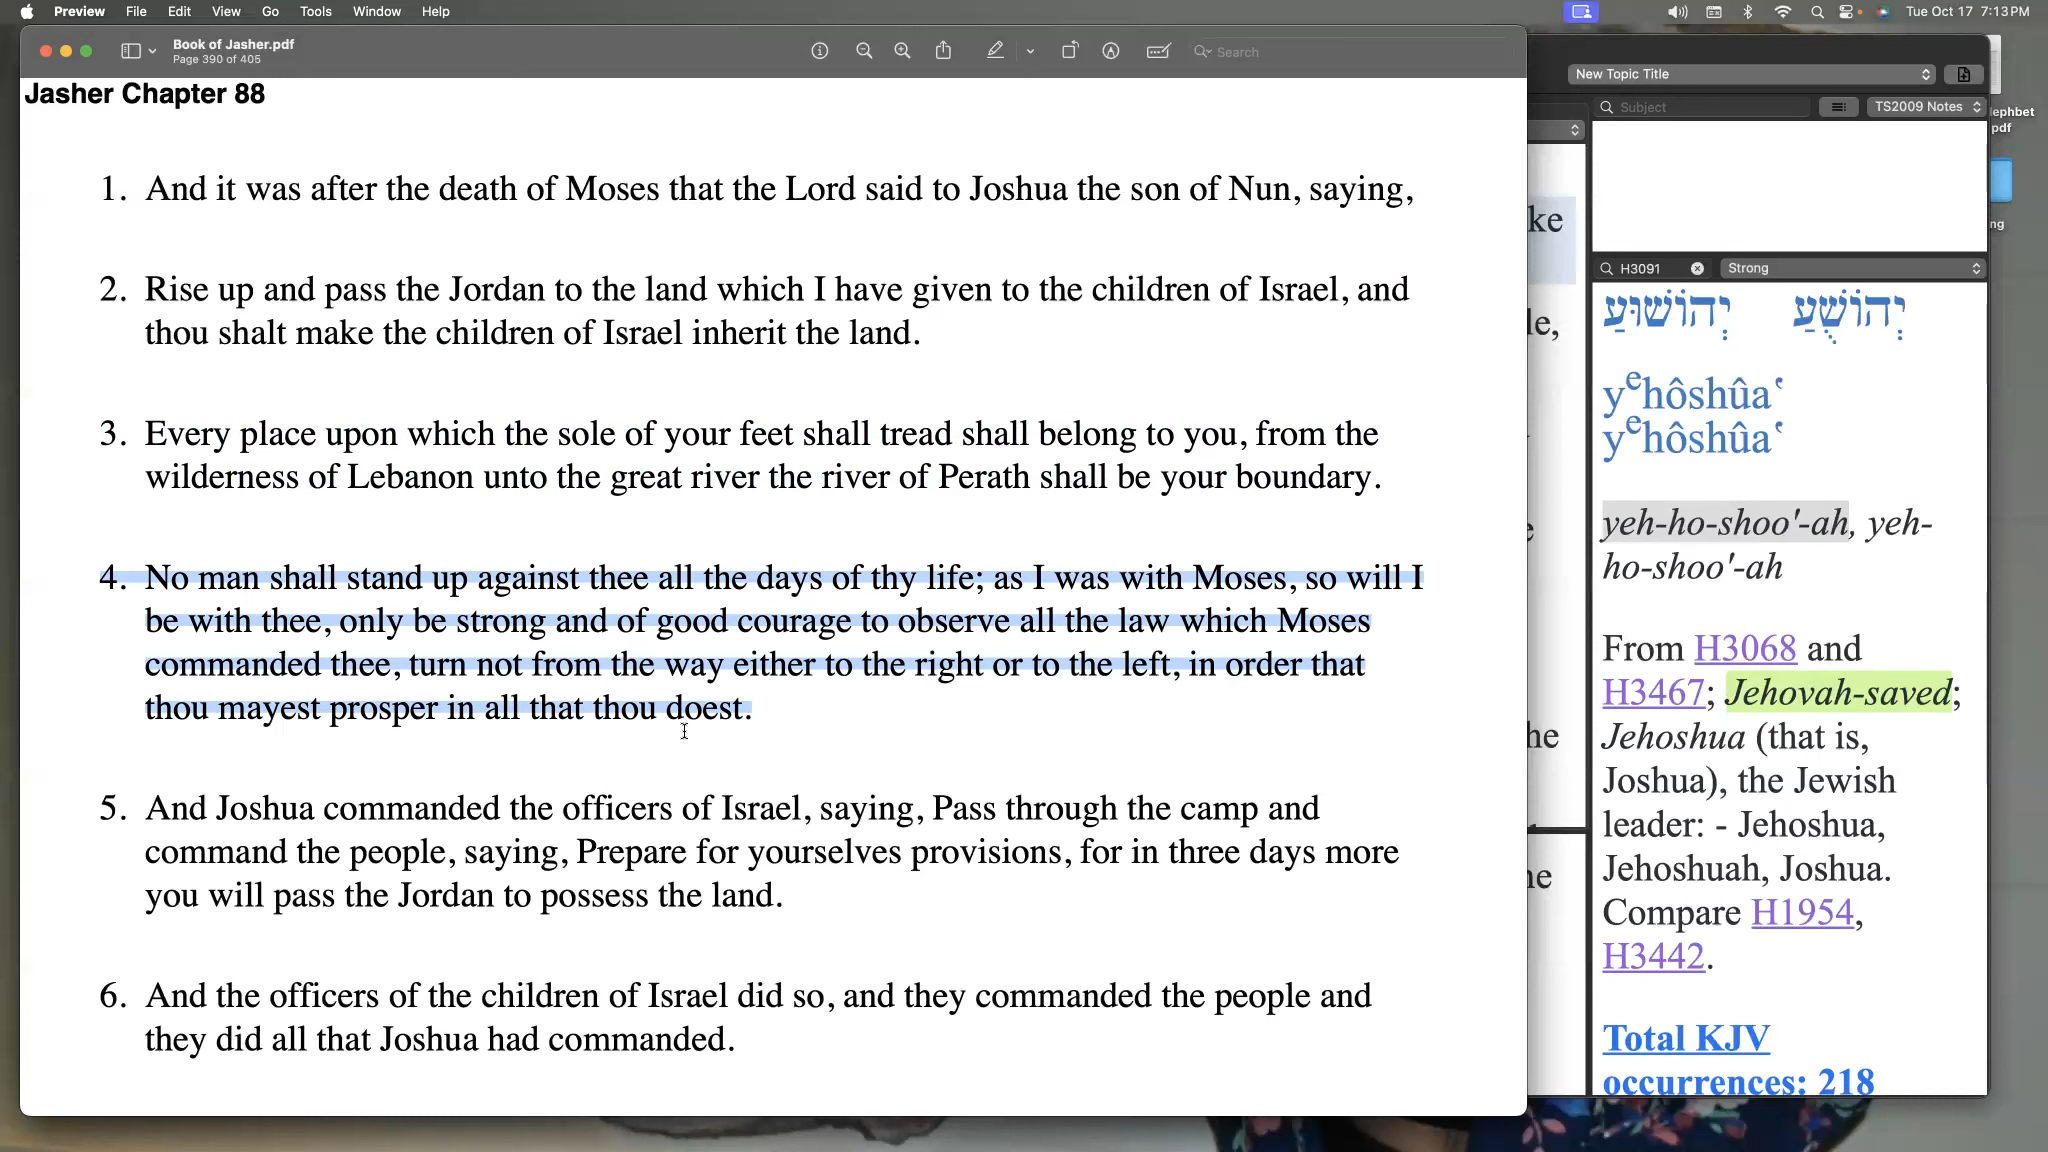 Preview File Edit View Go Tools Window Help
Tue Oct 17 7:13 PM
Book of Jasher.pdf
Page 390 of 405
Search
Jasher Chapter 88
1. And it was after the death of Moses that the Lord said to Joshua the son of Nun, saying,
2. Rise up and pass the Jordan to the land which I have given to the children of Israel, and
thou shalt make the children of Israel inherit the land.
3. Every place upon which the sole of your feet shall tread shall belong to you, from the
wilderness of Lebanon unto the great river the river of Perath shall be your boundary.
4. No man shall stand up against thee all the days of thy life; as I was with Moses, so will I
be with thee, only be strong and of good courage to observe all the law which Moses
commanded thee, turn not from the way either to the right or to the left, in order that
thou mayest prosper in all that thou doest.
5. And Joshua commanded the officers of Israel, saying, Pass through the camp and
command the people, saying, Prepare for yourselves provisions, for in three days more
you will pass the Jordan to possess the land.
6. And the officers of the children of Israel did so, and they commanded the people and
they did all that Joshua had commanded.
ke
le,
he
New Topic Title
Subject
TS2009 Notes
H3091
Strong
יְהוֹשׁוּעַ יְהוֹשֻׁעַ
yᵉhôshûaʿ
yᵉhôshûaʿ
yeh-ho-shoo'-ah, yeh-
ho-shoo'-ah
From H3068 and
H3467; Jehovah-saved;
Jehoshua (that is,
Joshua), the Jewish
leader: - Jehoshua,
Jehoshuah, Joshua.
Compare H1954,
H3442.
Total KJV
occurrences: 218
ephbet
pdf
ng